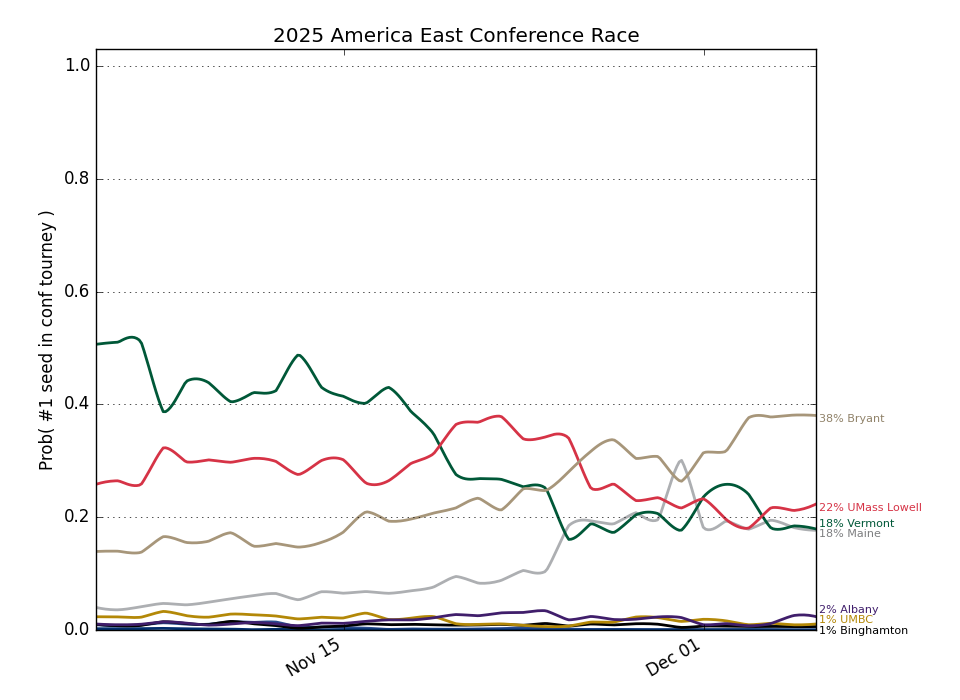 2025 America East Conference Race
Prob( #1 seed in conf tourney )
1.0
0.8
0.6
0.4
0.2
0.0
Nov 15
Dec 01
38% Bryant
22% UMass Lowell
18% Vermont
18% Maine
2% Albany
1% UMBC
1% Binghamton